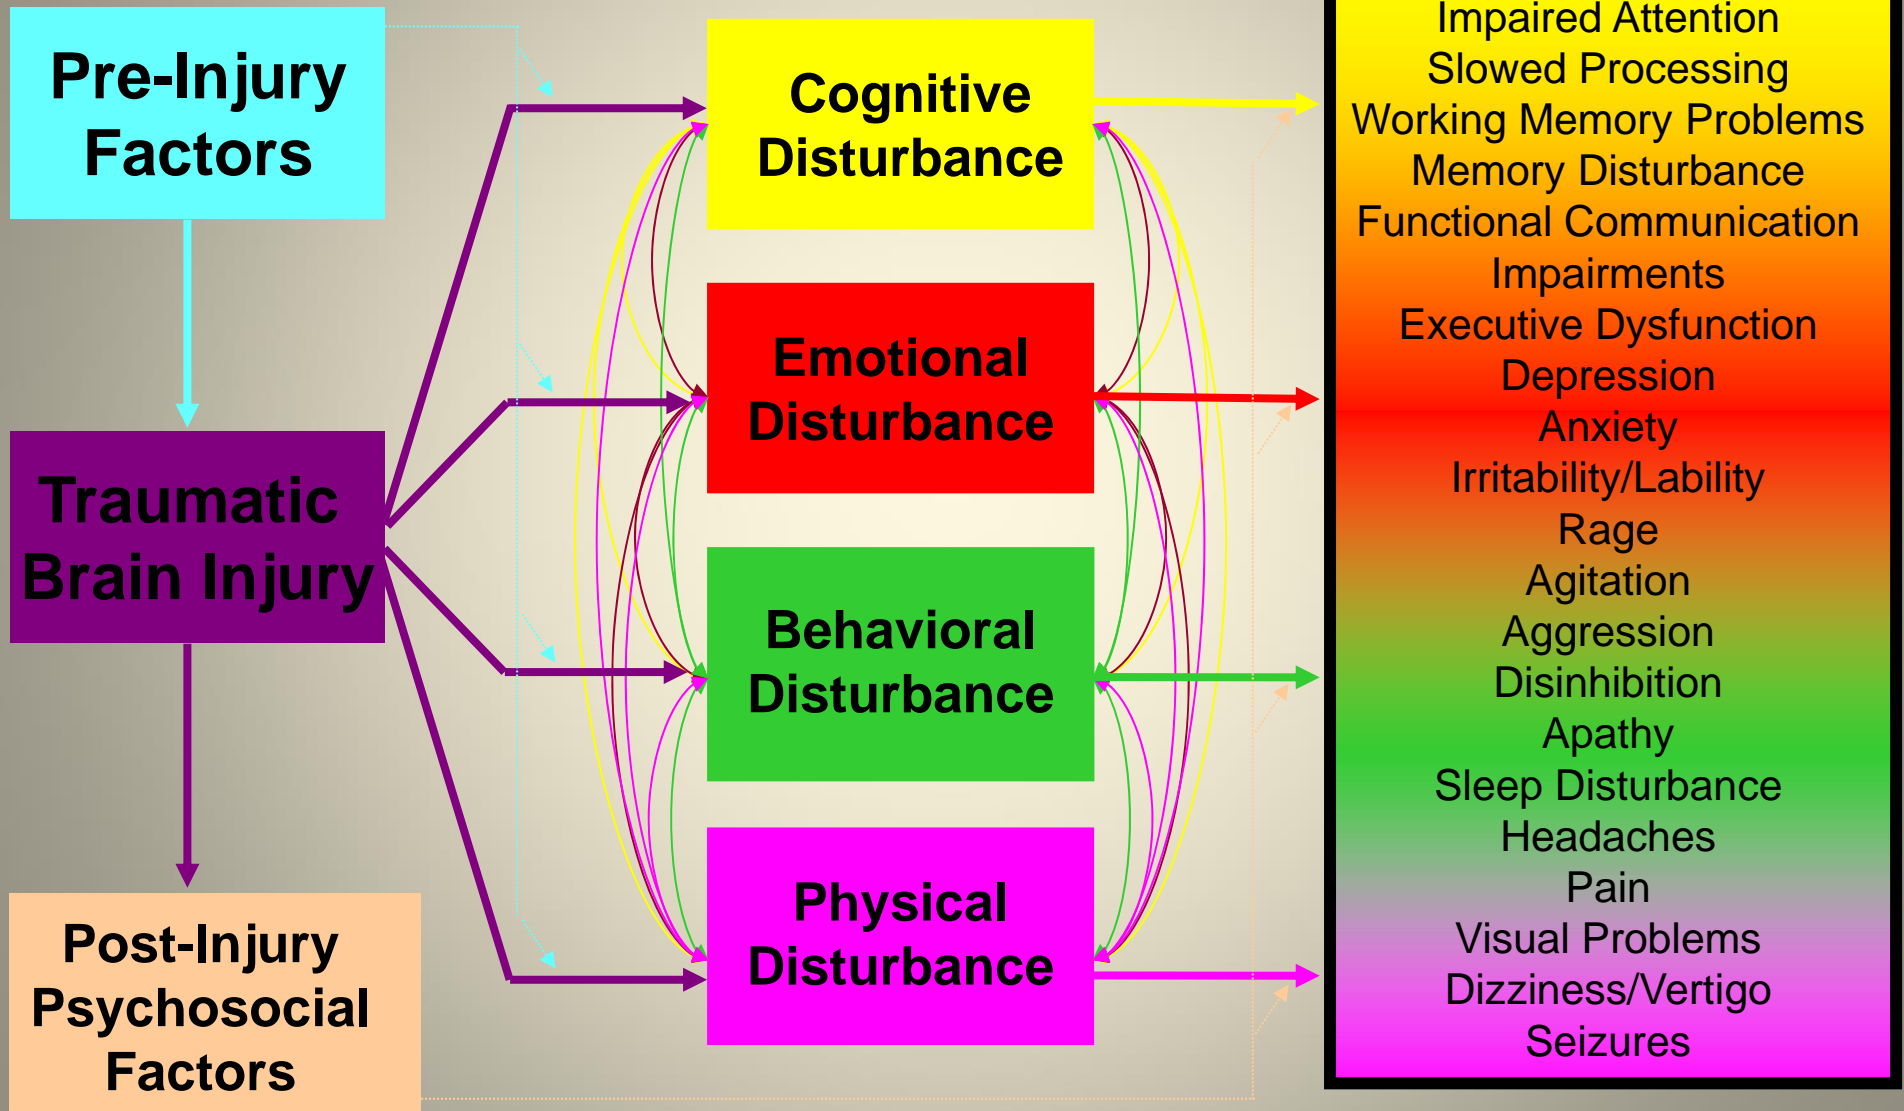 Pre-Injury
Factors
Traumatic
Brain Injury
Post-Injury
Psychosocial
Factors
Cognitive
Disturbance
Emotional
Disturbance
Behavioral
Disturbance
Physical
Disturbance
Impaired Attention
Slowed Processing
Working Memory Problems
Memory Disturbance
Functional Communication
Impairments
Executive Dysfunction
Depression
Anxiety
Irritability/Lability
Rage
Agitation
Aggression
Disinhibition
Apathy
Sleep Disturbance
Headaches
Pain
Visual Problems
Dizziness/Vertigo
Seizures